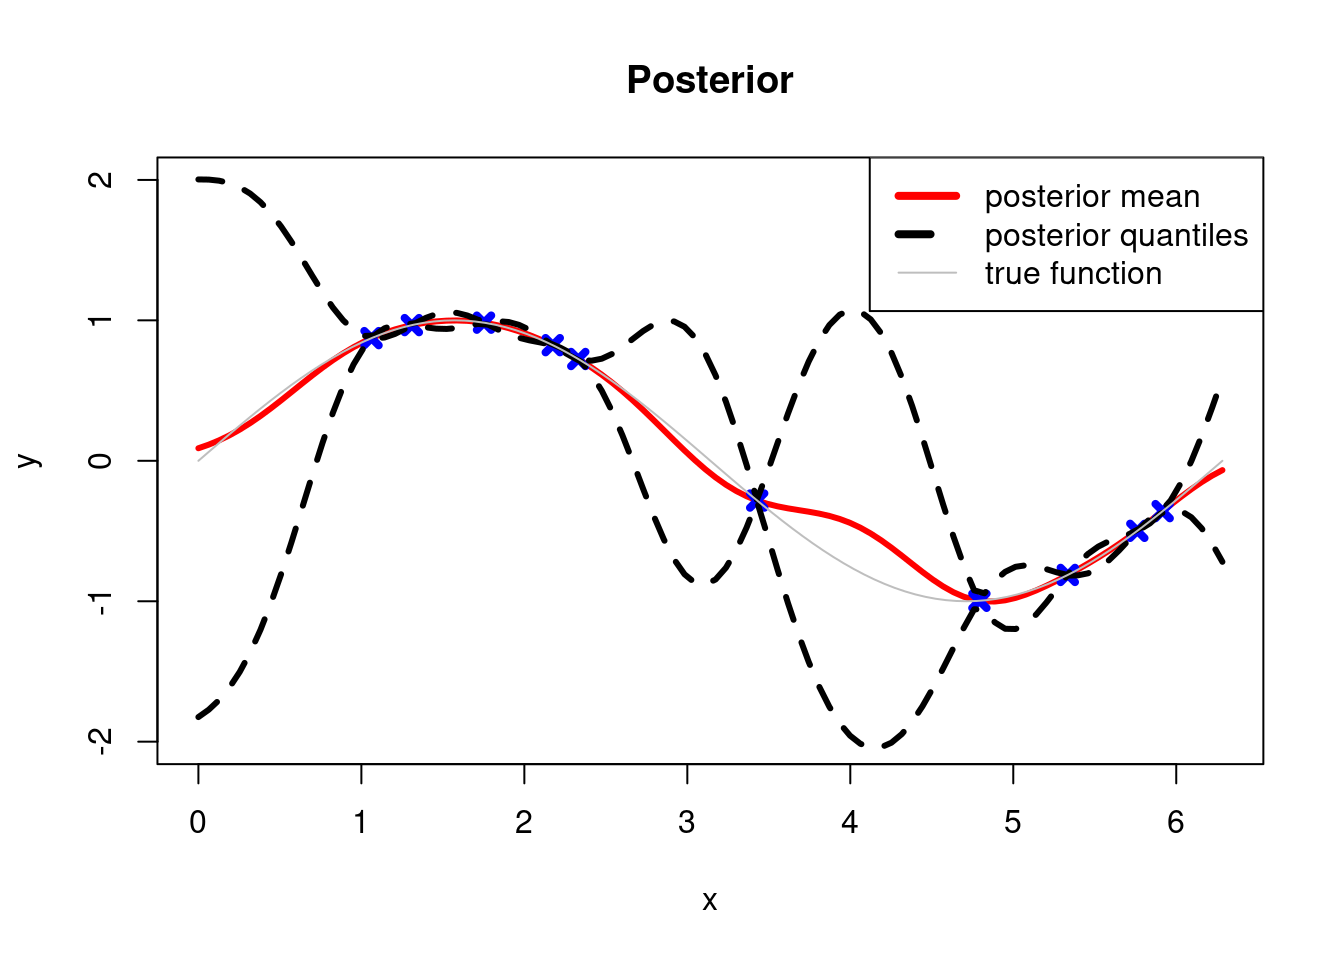 Posterior
posterior mean
posterior quantiles
true function
y
2
1
0
-1
-2
0 1 2 3 4 5 6
x